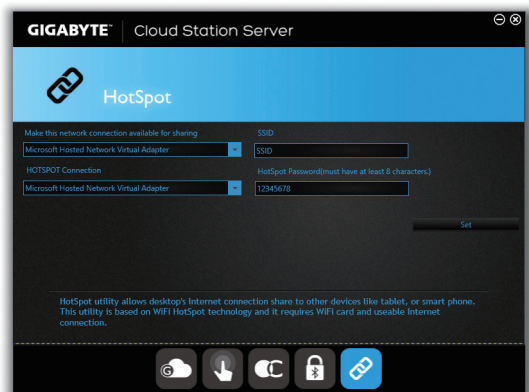 GIGABYTE™ Cloud Station Server
HotSpot
Make this network connection available for sharing
Microsoft Hosted Network Virtual Adapter
HOTSPOT Connection
Microsoft Hosted Network Virtual Adapter
SSID
SSID
HotSpot Password(must have at least 8 characters.)
12345678
Set
HotSpot utility allows desktop's Internet connection share to other devices like tablet, or smart phone.
This utility is based on WiFi HotSpot technology and it requires WiFi card and useable Internet
connection.
G